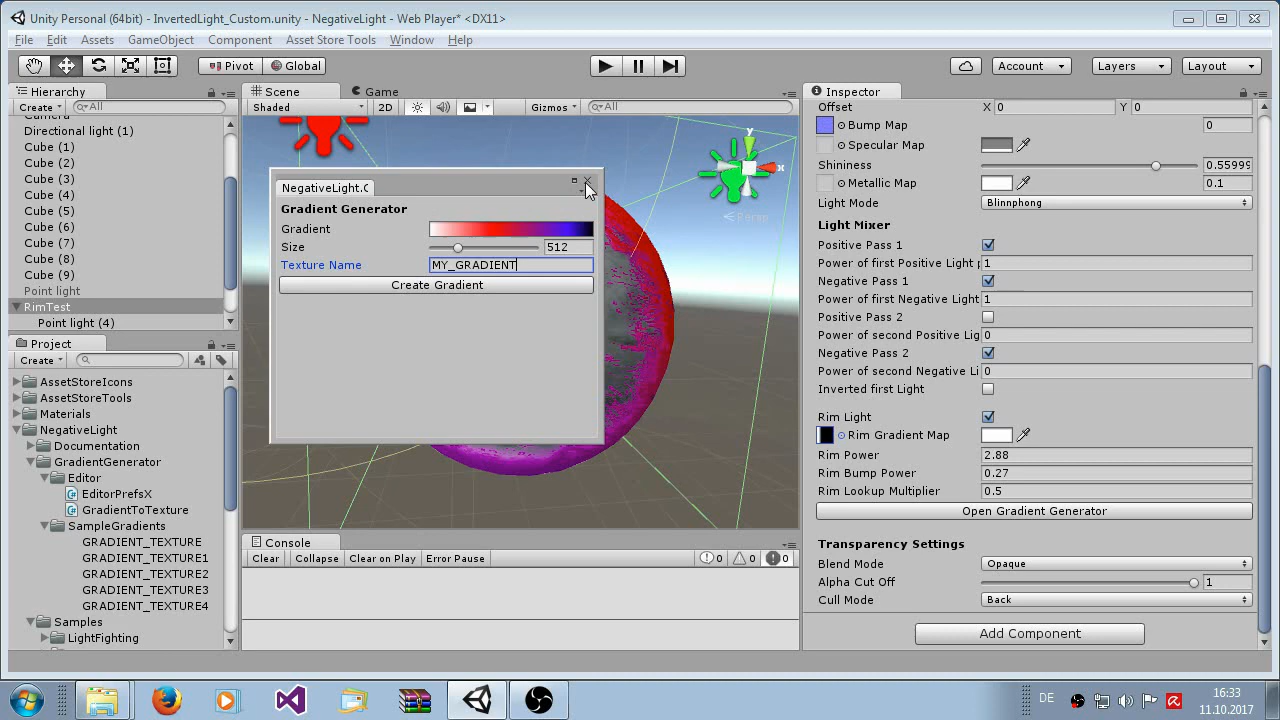 Unity Personal (64bit) - InvertedLight_Custom.unity - NegativeLight - Web Player* <DX11>
File Edit Assets GameObject Component Asset Store Tools Window Help
Pivot Global Account Layers Layout
Hierarchy
Create All
Camera
Directional light (1)
Cube (1)
Cube (2)
Cube (3)
Cube (4)
Cube (5)
Cube (6)
Cube (7)
Cube (8)
Cube (9)
Point light
RimTest
Point light (4)
Project
Create
AssetStoreIcons
AssetStoreTools
Materials
NegativeLight
Documentation
GradientGenerator
Editor
EditorPrefsX
GradientToTexture
SampleGradients
GRADIENT_TEXTURE
GRADIENT_TEXTURE1
GRADIENT_TEXTURE2
GRADIENT_TEXTURE3
GRADIENT_TEXTURE4
Samples
LightFighting
Scene Game
Shaded 2D Gizmos All
y
x
Persp
NegativeLight.G
Gradient Generator
Gradient
Size 512
Texture Name MY_GRADIENT
Create Gradient
Console
Clear Collapse Clear on Play Error Pause 0 0 0
Inspector
Offset X 0 Y 0
Bump Map 0
Specular Map
Shininess 0.55999
Metallic Map 0.1
Light Mode Blinnphong
Light Mixer
Positive Pass 1
Power of first Positive Light p 1
Negative Pass 1
Power of first Negative Light 1
Positive Pass 2
Power of second Positive Lig 0
Negative Pass 2
Power of second Negative Li 0
Inverted first Light
Rim Light
Rim Gradient Map
Rim Power 2.88
Rim Bump Power 0.27
Rim Lookup Multiplier 0.5
Open Gradient Generator
Transparency Settings
Blend Mode Opaque
Alpha Cut Off 1
Cull Mode Back
Add Component
DE 16:33
11.10.2017